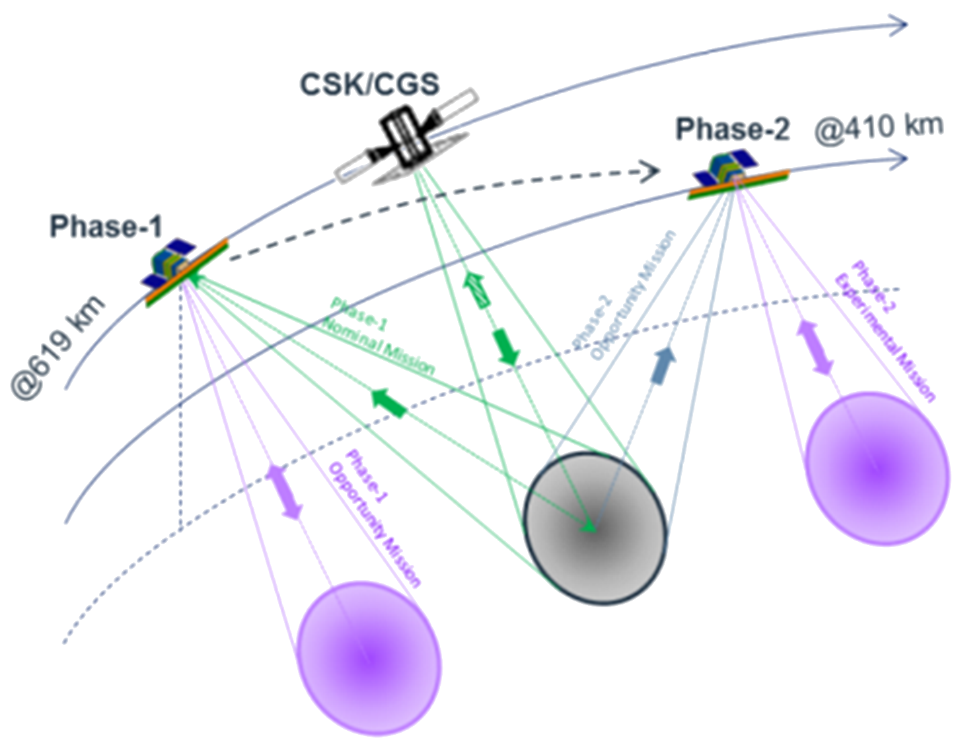 CSK/CGS
Phase-2 @410 km
Phase-1
@619 km
Phase-1
Nominal Mission
Phase-2
Opportunity Mission
Phase-2
Experimental Mission
Phase-1
Opportunity Mission